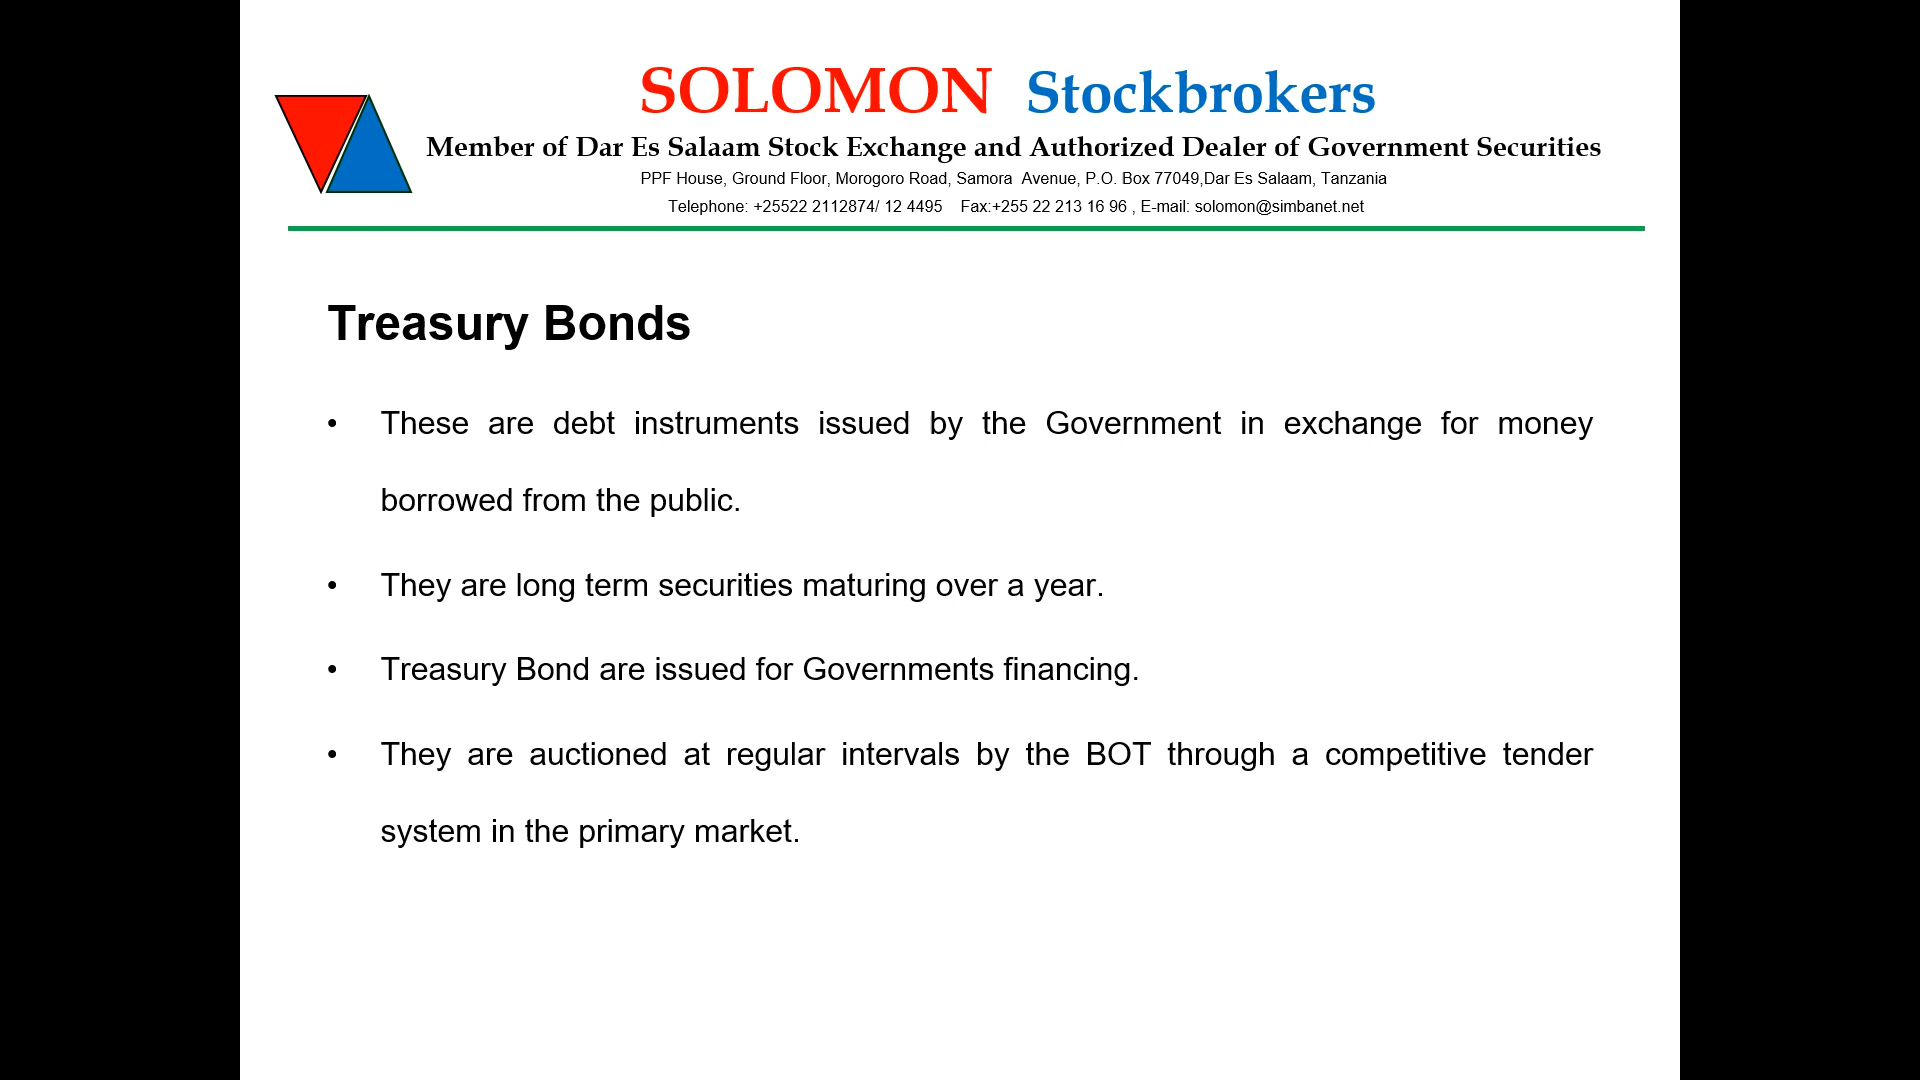 SOLOMON Stockbrokers
Member of Dar Es Salaam Stock Exchange and Authorized Dealer of Government Securities
PPF House, Ground Floor, Morogoro Road, Samora  Avenue, P.O. Box 77049,Dar Es Salaam, Tanzania
Telephone: +25522 2112874/ 12 4495    Fax:+255 22 213 16 96 , E-mail: solomon@simbanet.net
Treasury Bonds
• These are debt instruments issued by the Government in exchange for money
borrowed from the public.
• They are long term securities maturing over a year.
• Treasury Bond are issued for Governments financing.
• They are auctioned at regular intervals by the BOT through a competitive tender
system in the primary market.